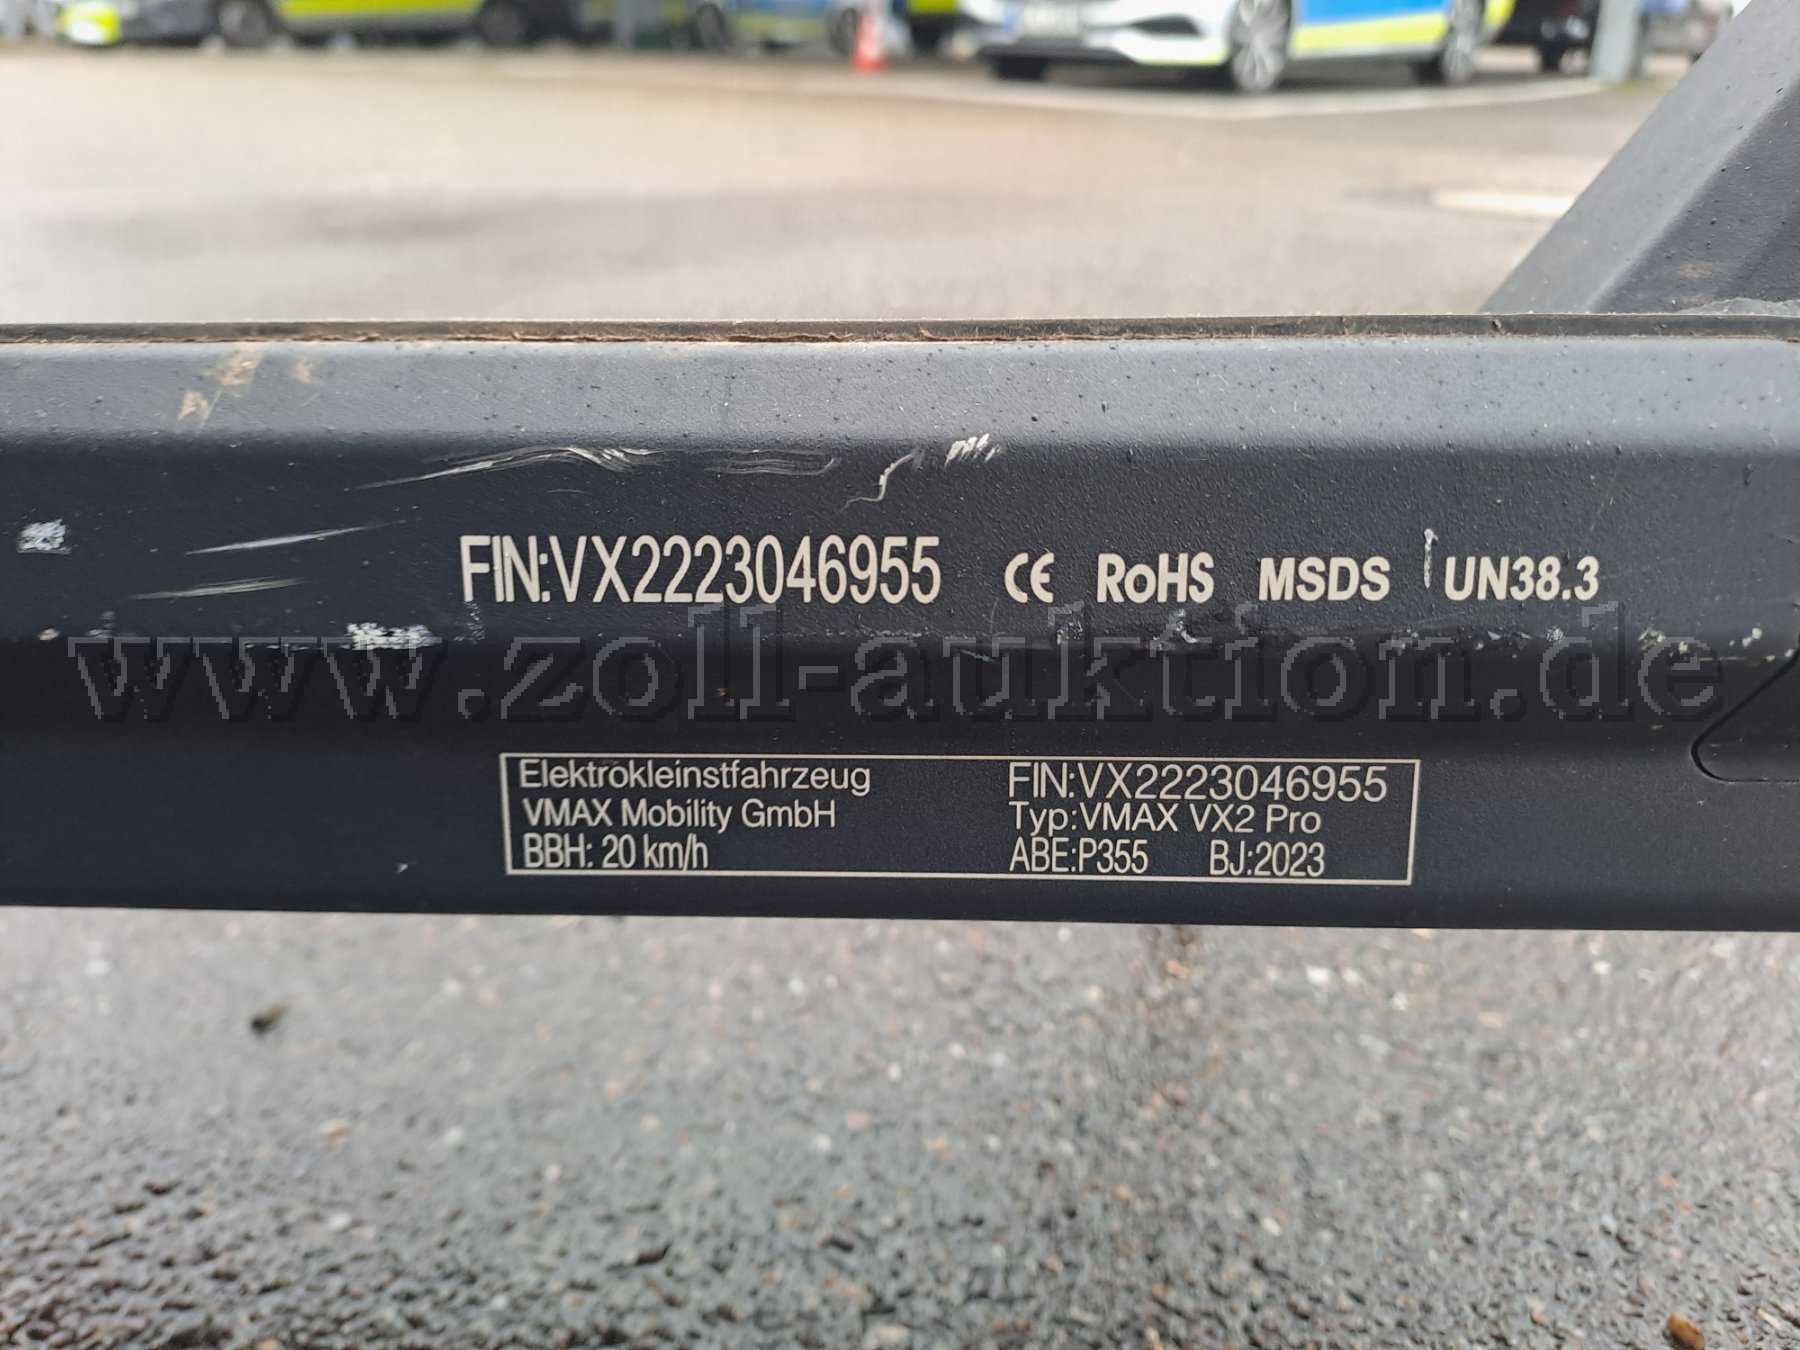 FIN:VX2223046955 CE RoHS MSDS UN38.3
www.zoll-auktion.de
Elektrokleinstfahrzeug FIN:VX2223046955
VMAX Mobility GmbH Typ:VMAX VX2 Pro
BBH: 20 km/h ABE:P355 BJ:2023